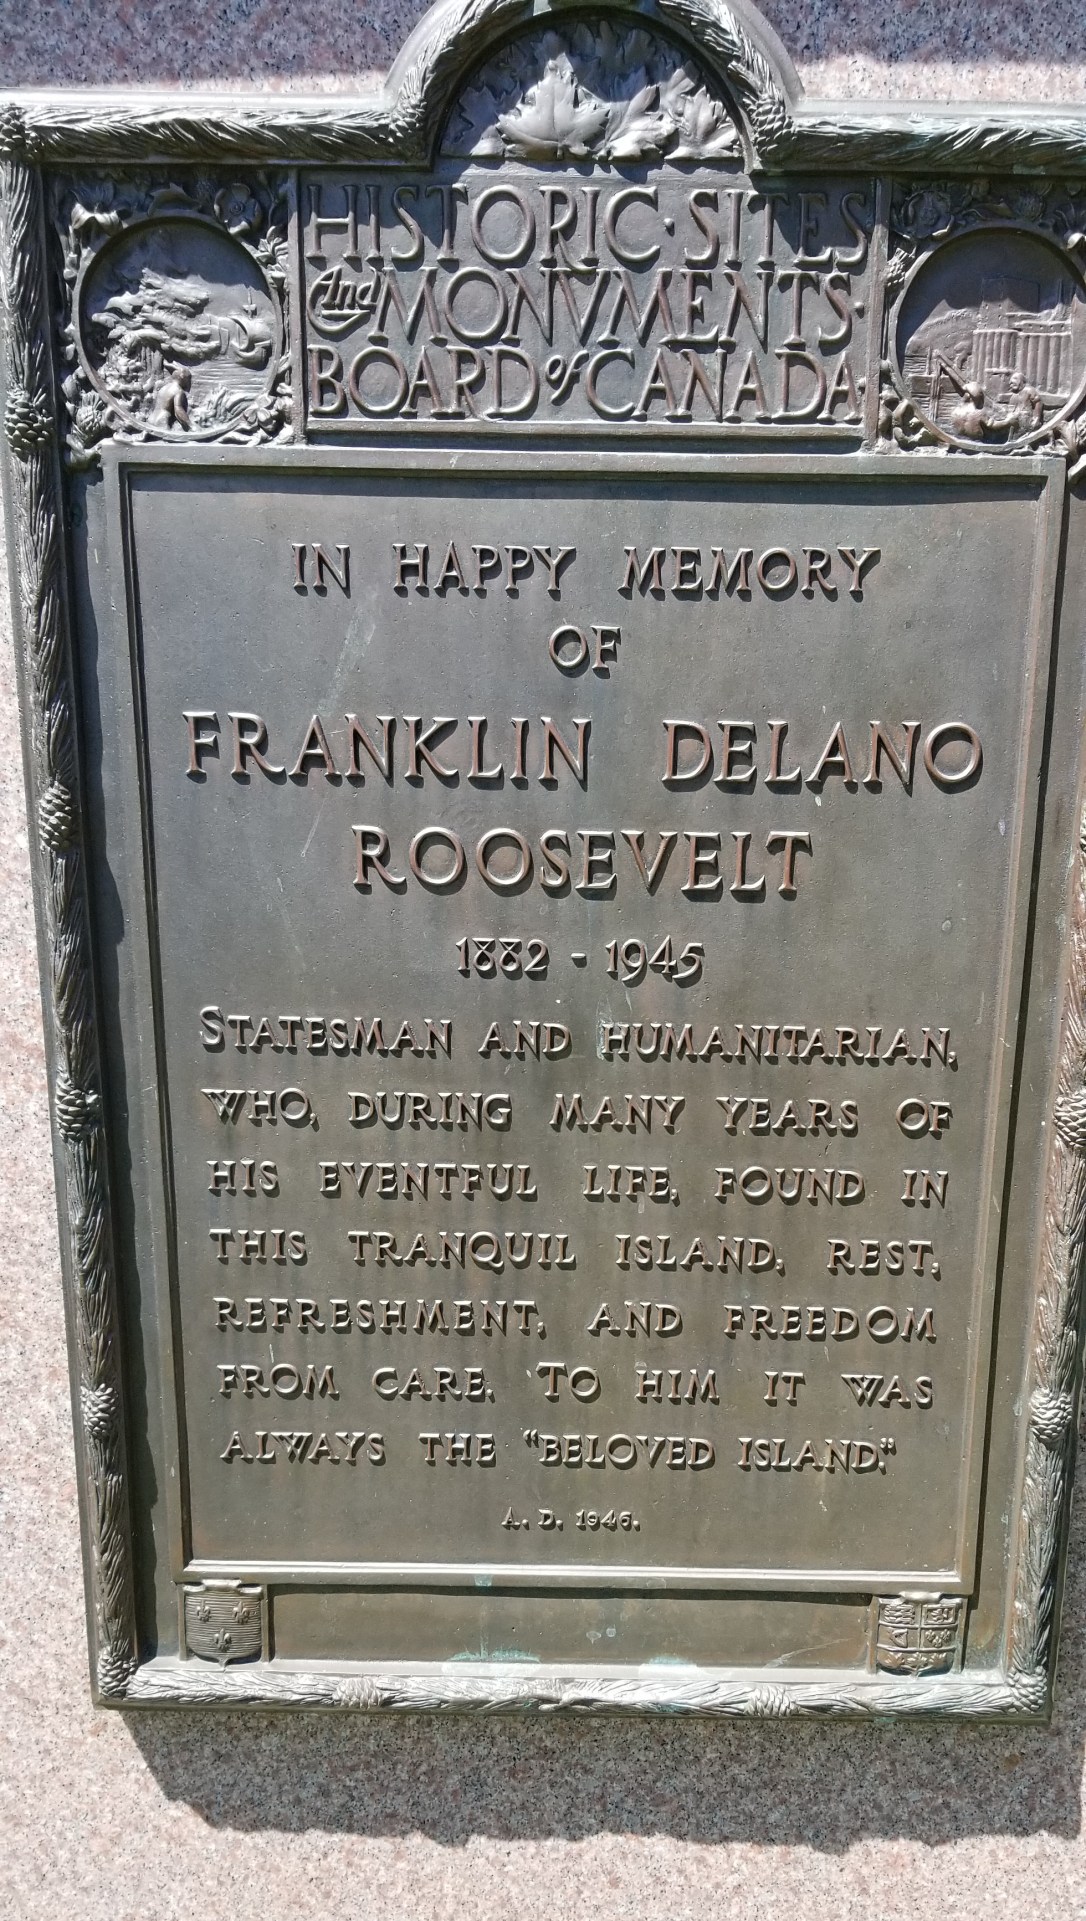 HISTORIC · SITES
And MONVMENTS ·
BOARD of CANADA
IN HAPPY MEMORY
OF
FRANKLIN DELANO
ROOSEVELT
1882 - 1945
STATESMAN AND HUMANITARIAN,
WHO, DURING MANY YEARS OF
HIS EVENTFUL LIFE, FOUND IN
THIS TRANQUIL ISLAND, REST,
REFRESHMENT, AND FREEDOM
FROM CARE. TO HIM IT WAS
ALWAYS THE "BELOVED ISLAND."
A. D. 1946.